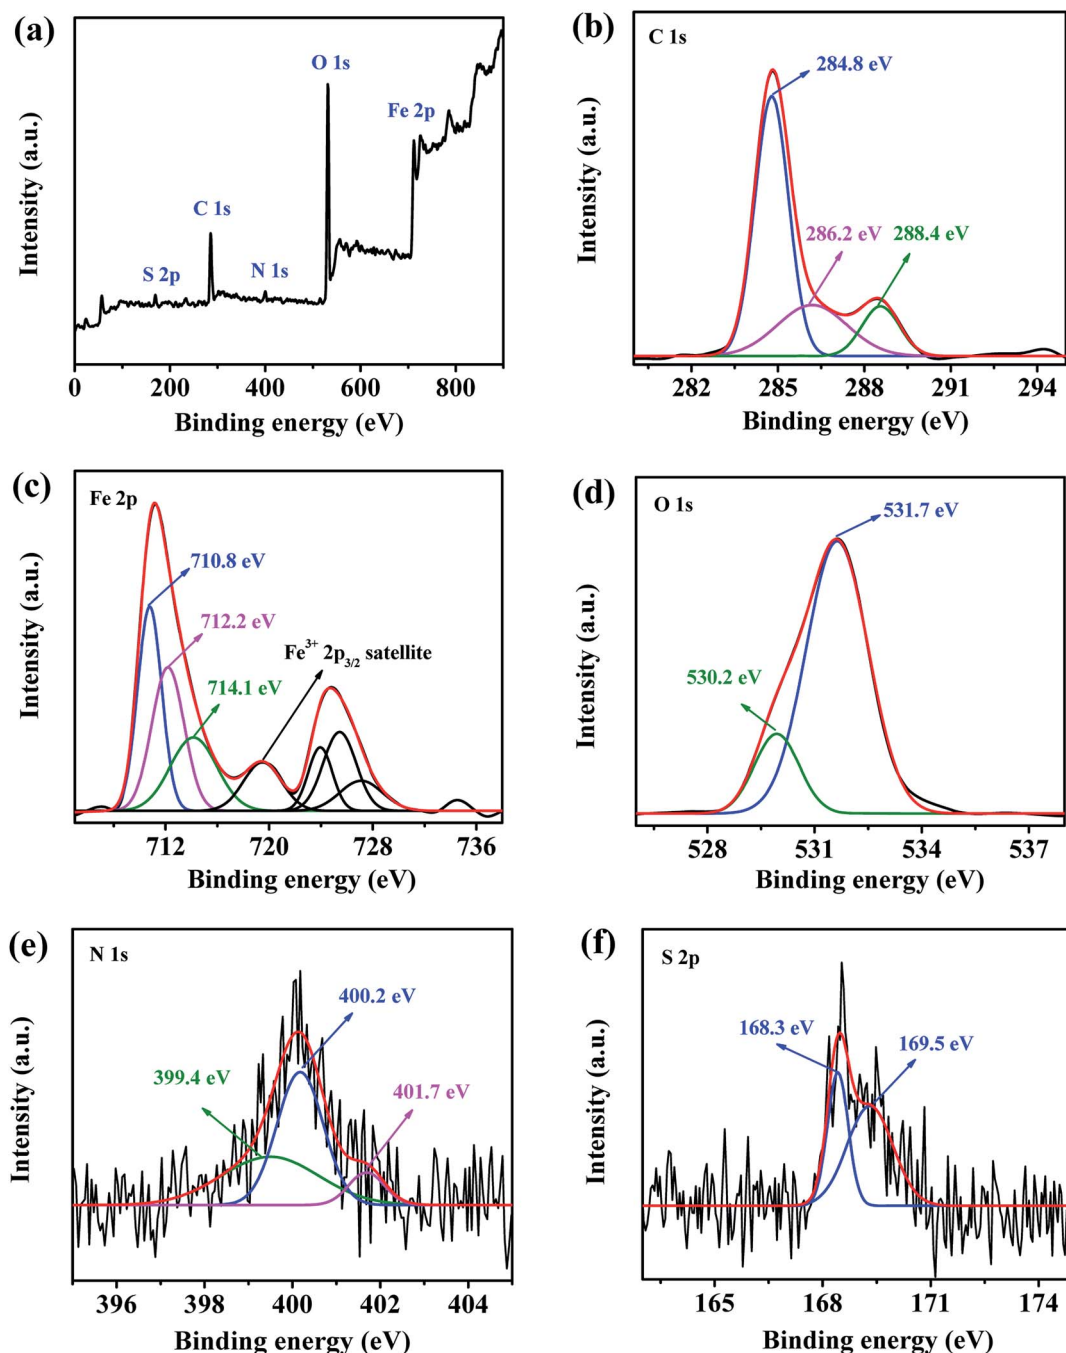 (a)
O 1s
Fe 2p
C 1s
S 2p
N 1s
Intensity (a.u.)
0 200 400 600 800
Binding energy (eV)
(b)
C 1s
284.8 eV
286.2 eV
288.4 eV
Intensity (a.u.)
282 285 288 291 294
Binding energy (eV)
(c)
Fe 2p
710.8 eV
712.2 eV
714.1 eV
Fe³⁺ 2p₃/₂ satellite
Intensity (a.u.)
712 720 728 736
Binding energy (eV)
(d)
O 1s
531.7 eV
530.2 eV
Intensity (a.u.)
528 531 534 537
Binding energy (eV)
(e)
N 1s
400.2 eV
399.4 eV
401.7 eV
Intensity (a.u.)
396 398 400 402 404
Binding energy (eV)
(f)
S 2p
168.3 eV
169.5 eV
Intensity (a.u.)
165 168 171 174
Binding energy (eV)